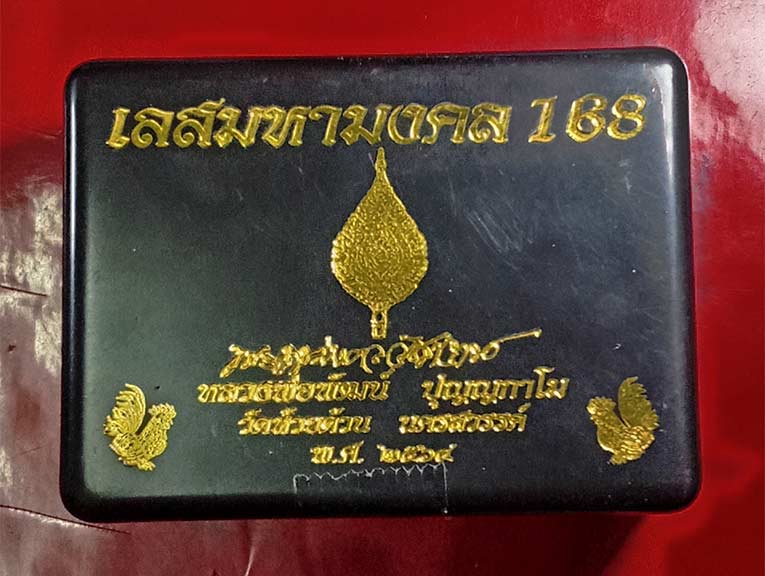 เลสมหามงคล 168
หลวงพ่อพัฒน์ ปุญญกาโม
วัดห้วยด้วน นครสวรรค์
พ.ศ. ๒๕๖๔